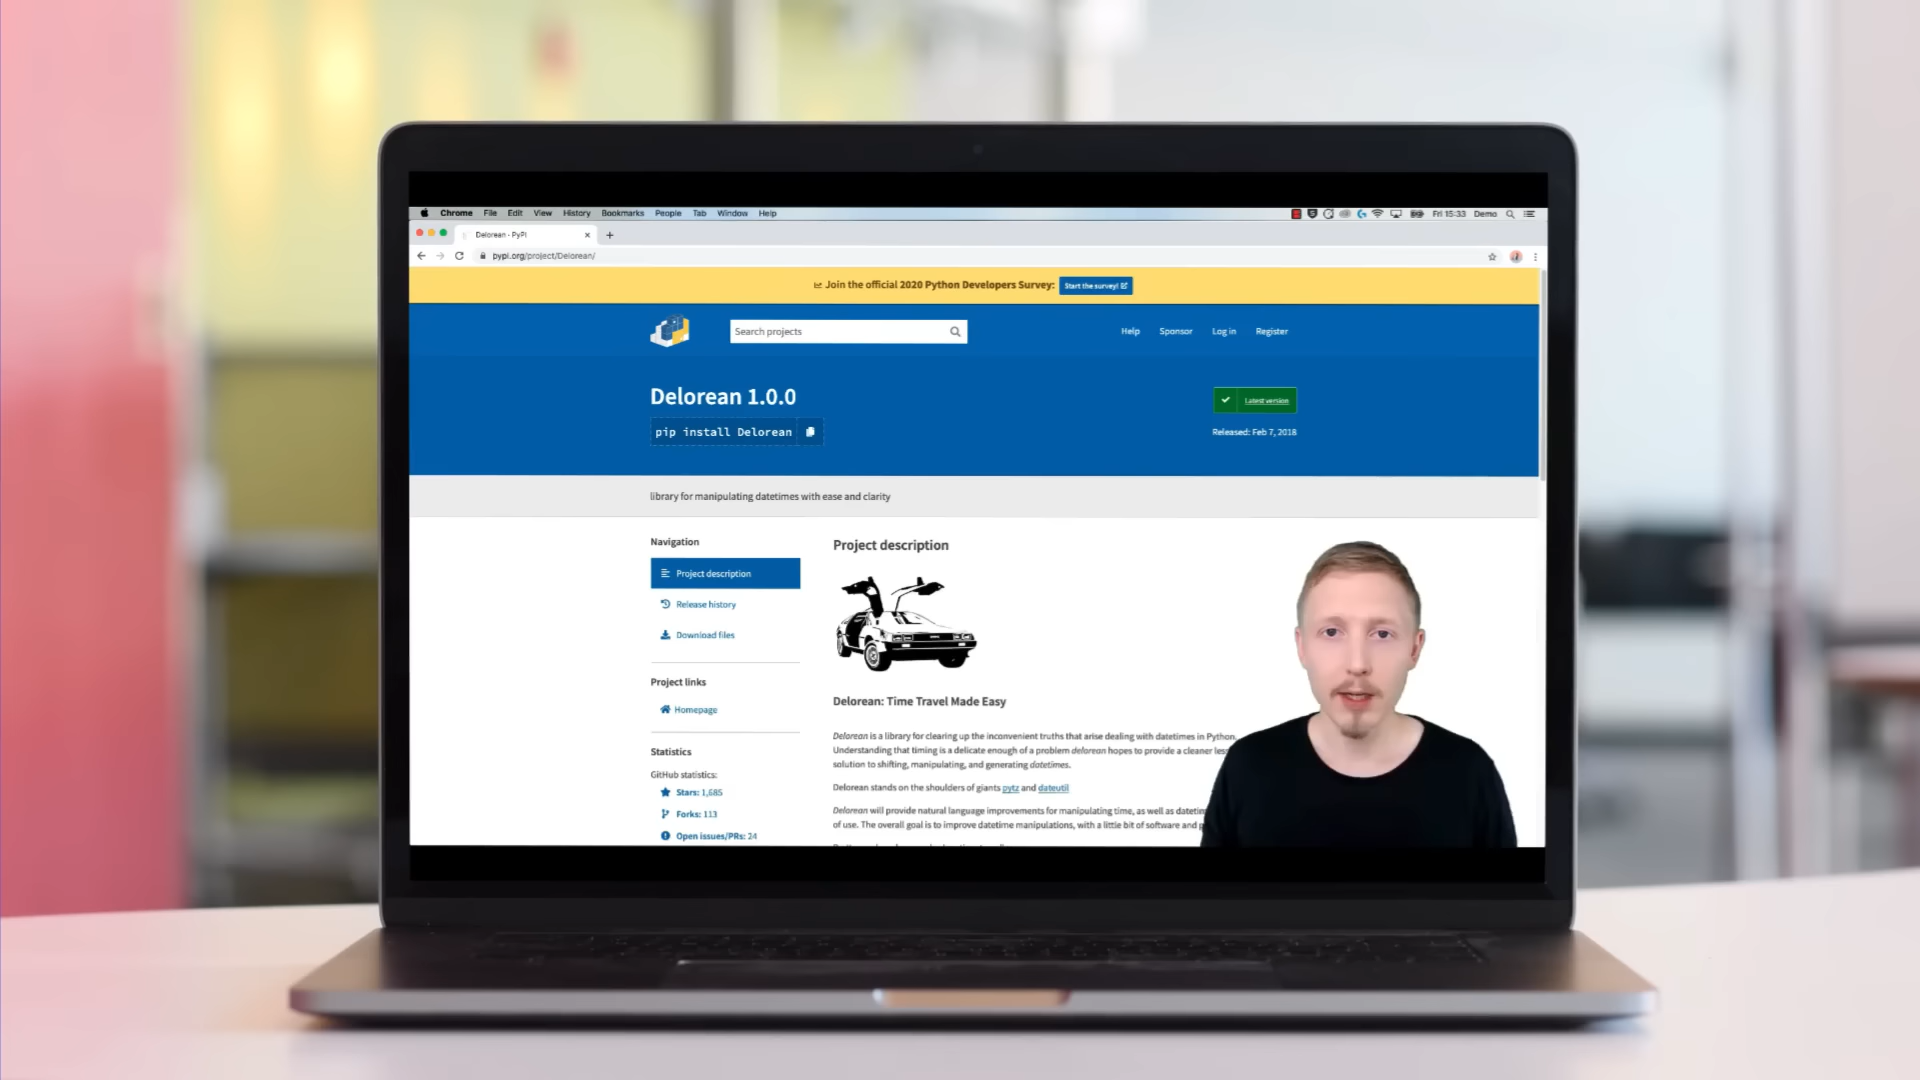 Chrome File Edit View History Bookmarks People Tab Window Help Fri 15:33 Demo
Delorean · PyPI
pypi.org/project/Delorean/
Join the official 2020 Python Developers Survey: Start the survey!
Search projects
Help Sponsor Log in Register
Delorean 1.0.0
Latest version
pip install Delorean
Released: Feb 7, 2018
library for manipulating datetimes with ease and clarity
Navigation
Project description
Release history
Download files
Project links
Homepage
Statistics
GitHub statistics:
Stars: 1,685
Forks: 113
Open issues/PRs: 24
Project description
Delorean: Time Travel Made Easy
Delorean is a library for clearing up the inconvenient truths that arise dealing with datetimes in Python.
Understanding that timing is a delicate enough of a problem delorean hopes to provide a cleaner less
solution to shifting, manipulating, and generating datetimes.
Delorean stands on the shoulders of giants pytz and dateutil
Delorean will provide natural language improvements for manipulating time, as well as datetim
of use. The overall goal is to improve datetime manipulations, with a little bit of software and p